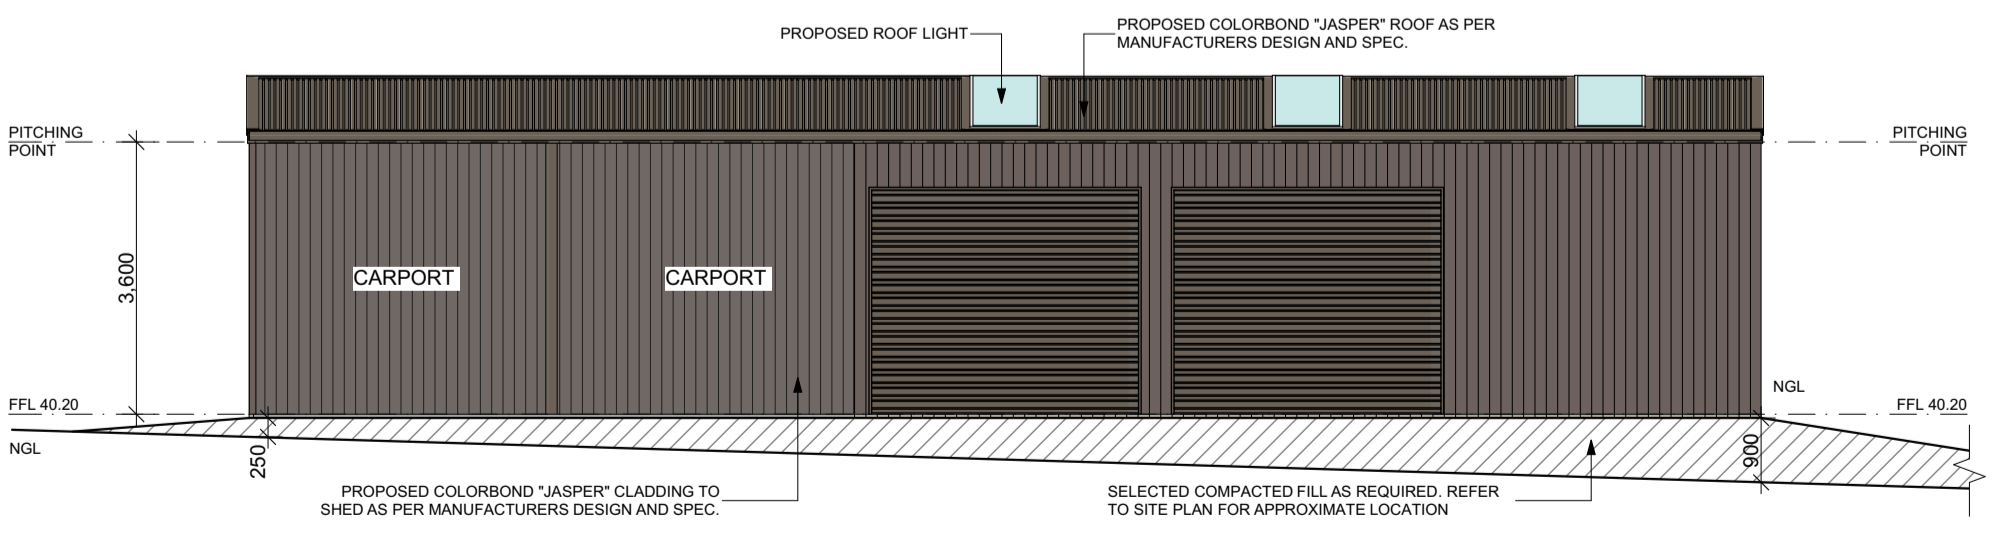 PROPOSED ROOF LIGHT
PROPOSED COLORBOND "JASPER" ROOF AS PER
MANUFACTURERS DESIGN AND SPEC.
PITCHING
POINT
PITCHING
POINT
3,600
CARPORT
CARPORT
NGL
FFL 40.20
FFL 40.20
NGL
250
900
PROPOSED COLORBOND "JASPER" CLADDING TO
SHED AS PER MANUFACTURERS DESIGN AND SPEC.
SELECTED COMPACTED FILL AS REQUIRED. REFER
TO SITE PLAN FOR APPROXIMATE LOCATION